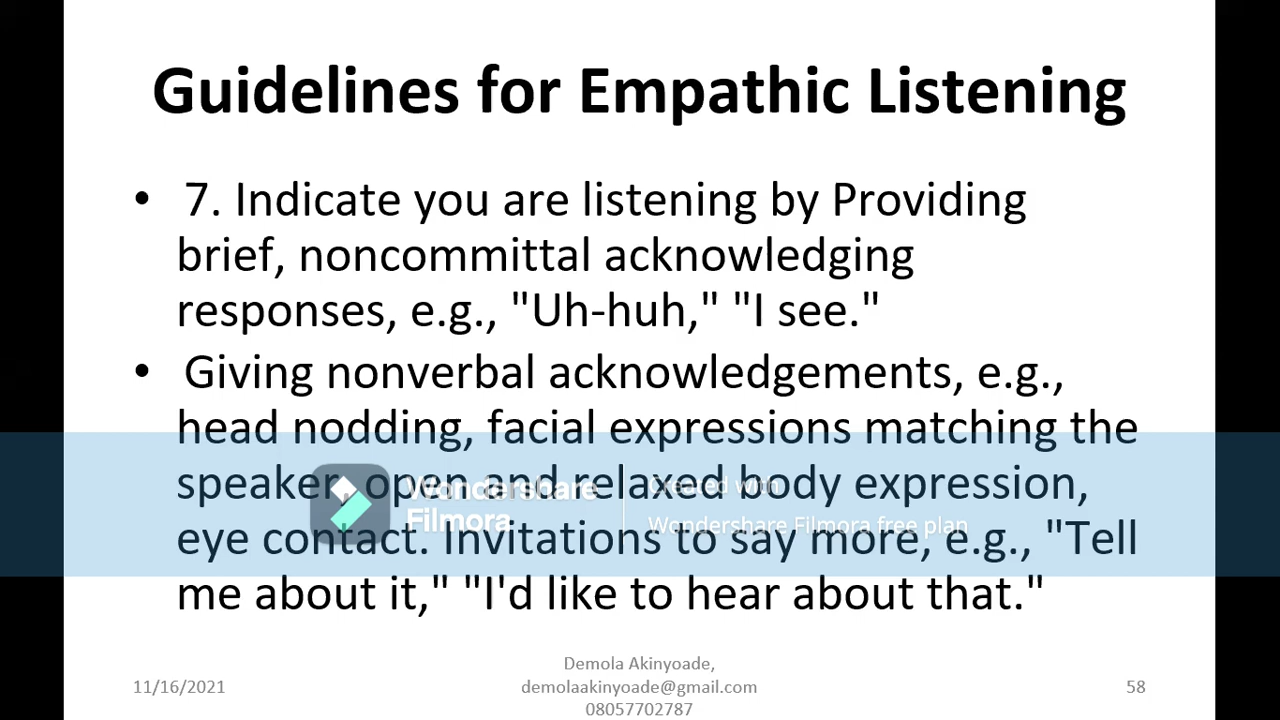 Guidelines for Empathic Listening
• 7. Indicate you are listening by Providing
brief, noncommittal acknowledging
responses, e.g., "Uh-huh," "I see."
• Giving nonverbal acknowledgements, e.g.,
head nodding, facial expressions matching the
speaker, open and relaxed body expression,
eye contact. Invitations to say more, e.g., "Tell
me about it," "I'd like to hear about that."
Wondershare
Filmora
Created with
Wondershare Filmora free plan
11/16/2021
Demola Akinyoade,
demolaakinyoade@gmail.com
08057702787
58